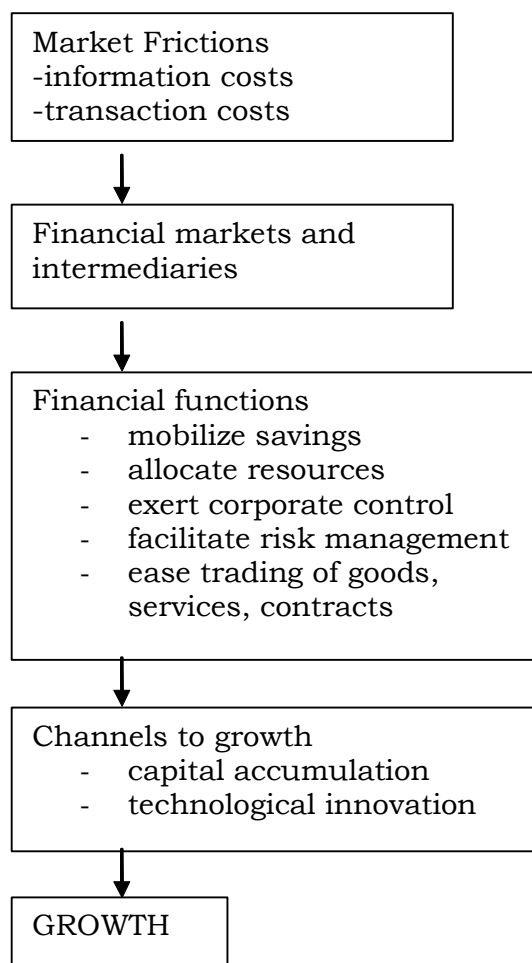 Market Frictions
-information costs
-transaction costs
Financial markets and
intermediaries
Financial functions
- mobilize savings
- allocate resources
- exert corporate control
- facilitate risk management
- ease trading of goods,
services, contracts
Channels to growth
- capital accumulation
- technological innovation
GROWTH